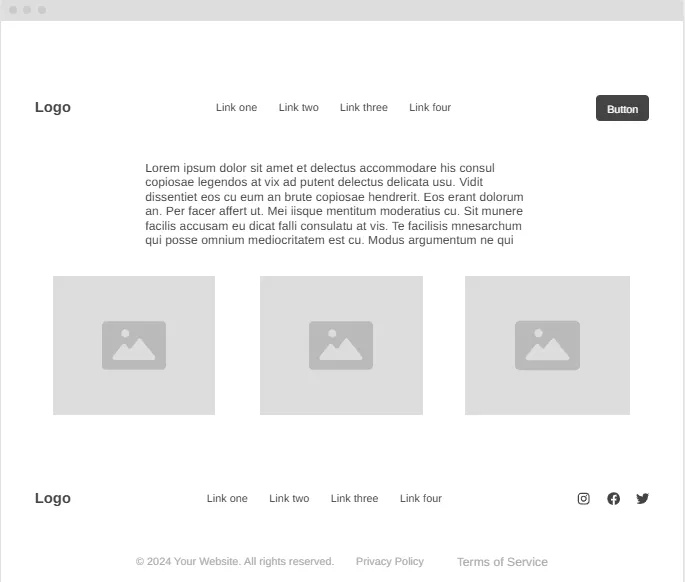 Logo Link one Link two Link three Link four Button
Lorem ipsum dolor sit amet et delectus accommodare his consul
copiosae legendos at vix ad putent delectus delicata usu. Vidit
dissentiet eos cu eum an brute copiosae hendrerit. Eos erant dolorum
an. Per facer affert ut. Mei iisque mentitum moderatius cu. Sit munere
facilis accusam eu dicat falli consulatu at vis. Te facilisis mnesarchum
qui posse omnium mediocritatem est cu. Modus argumentum ne qui
Logo Link one Link two Link three Link four
© 2024 Your Website. All rights reserved. Privacy Policy Terms of Service